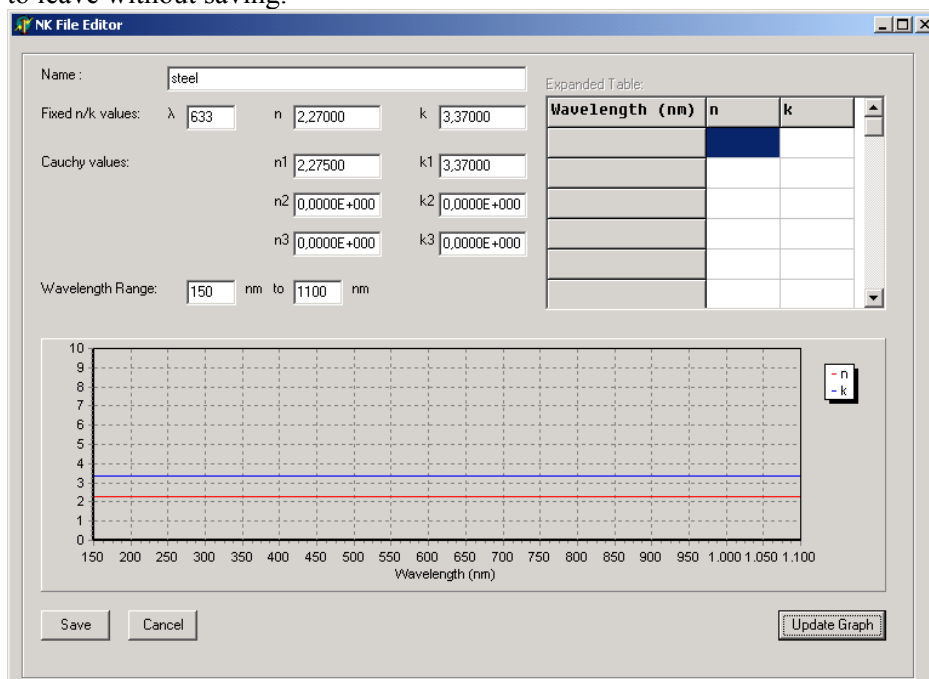 to leave without saving.
NK File Editor
Name : steel
Expanded Table:
Fixed n/k values: λ 633 n 2,27000 k 3,37000
Wavelength (nm) n k
Cauchy values: n1 2,27500 k1 3,37000
n2 0,0000E+000 k2 0,0000E+000
n3 0,0000E+000 k3 0,0000E+000
Wavelength Range: 150 nm to 1100 nm
10
9
8
7
6
5
4
3
2
1
0
n
k
150 200 250 300 350 400 450 500 550 600 650 700 750 800 850 900 950 1.000 1.050 1.100
Wavelength (nm)
Save Cancel Update Graph